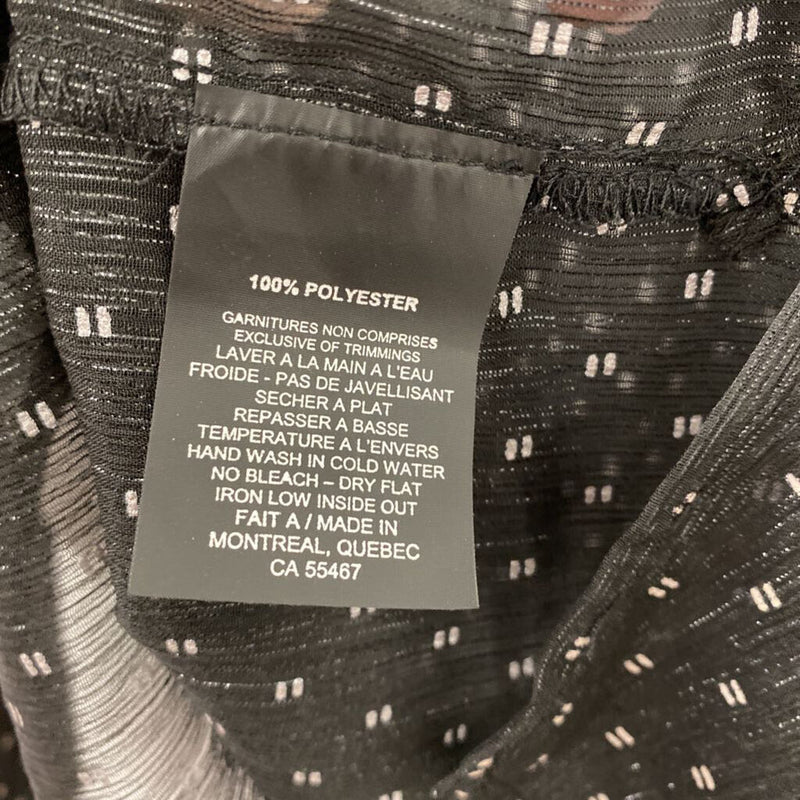 100% POLYESTER
GARNITURES NON COMPRISES
EXCLUSIVE OF TRIMMINGS
LAVER A LA MAIN A L'EAU
FROIDE - PAS DE JAVELLISANT
SECHER A PLAT
REPASSER A BASSE
TEMPERATURE A L'ENVERS
HAND WASH IN COLD WATER
NO BLEACH – DRY FLAT
IRON LOW INSIDE OUT
FAIT A / MADE IN
MONTREAL, QUEBEC
CA 55467